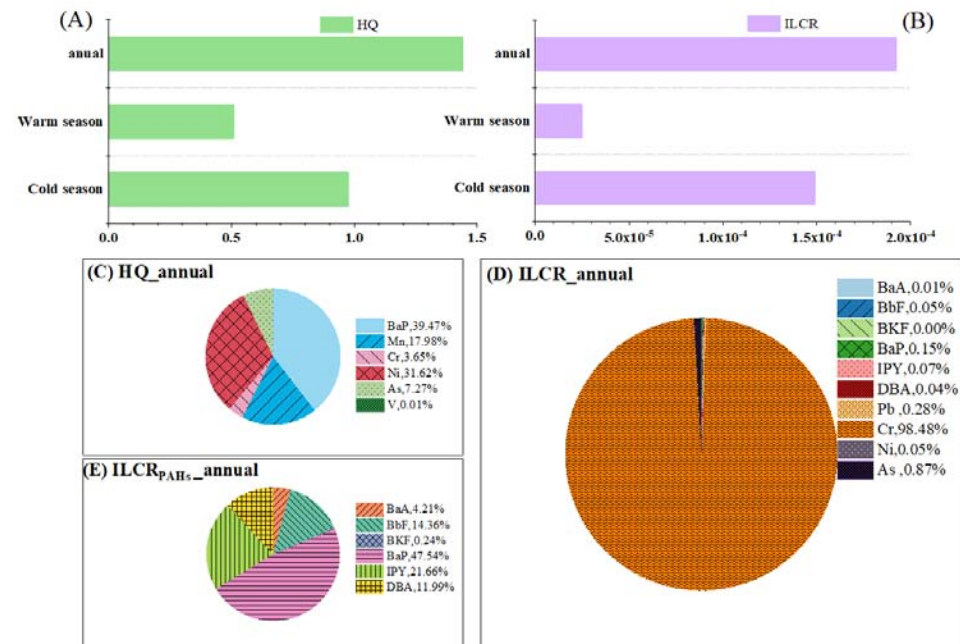 (A)
HQ
anual
Warm season
Cold season
0.0 0.5 1.0 1.5
(B)
ILCR
anual
Warm season
Cold season
0.0 5.0x10⁻⁵ 1.0x10⁻⁴ 1.5x10⁻⁴ 2.0x10⁻⁴
(C) HQ_annual
BaP,39.47%
Mn,17.98%
Cr,3.65%
Ni,31.62%
As,7.27%
V,0.01%
(D) ILCR_annual
BaA,0.01%
BbF,0.05%
BKF,0.00%
BaP,0.15%
IPY,0.07%
DBA,0.04%
Pb ,0.28%
Cr,98.48%
Ni,0.05%
As ,0.87%
(E) ILCR_PAHs_annual
BaA,4.21%
BbF,14.36%
BKF,0.24%
BaP,47.54%
IPY,21.66%
DBA,11.99%